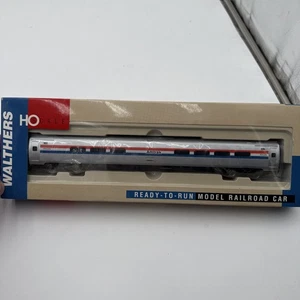 WALTHERS
HO
READY-TO-RUN MODEL RAILROAD CAR